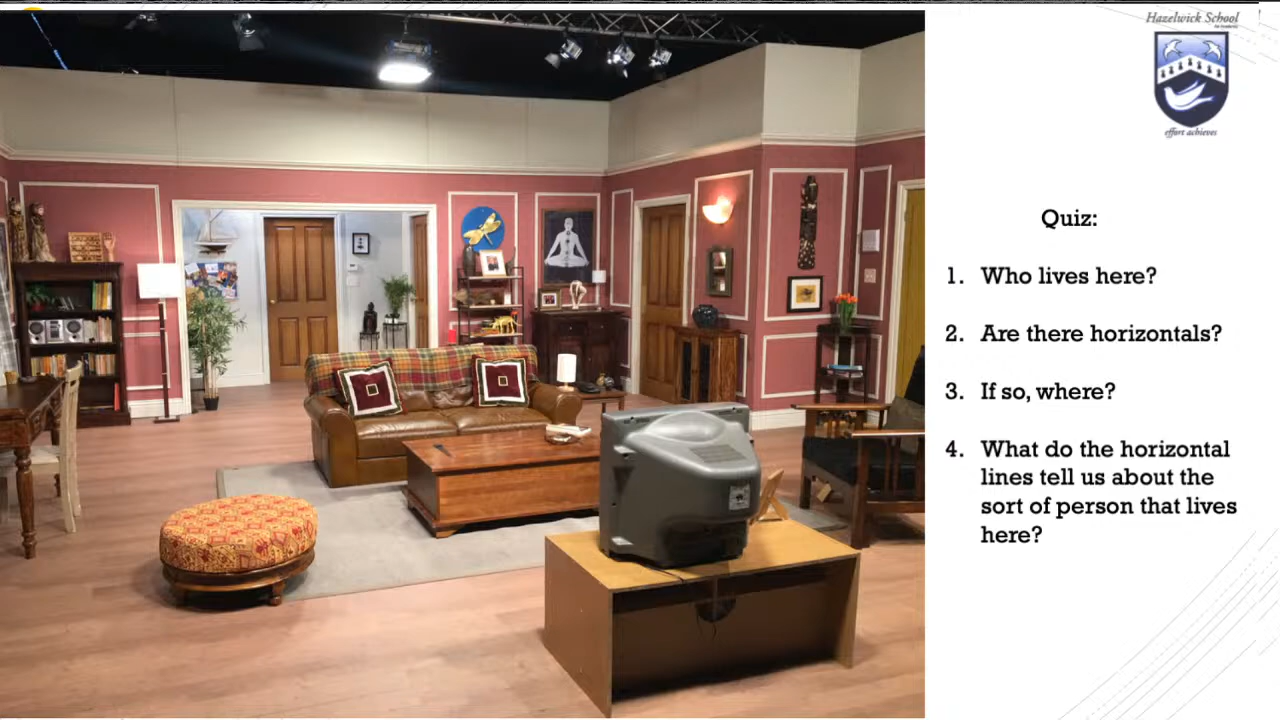 Hazelwick School
effort achieves
Quiz:
1. Who lives here?
2. Are there horizontals?
3. If so, where?
4. What do the horizontal
lines tell us about the
sort of person that lives
here?